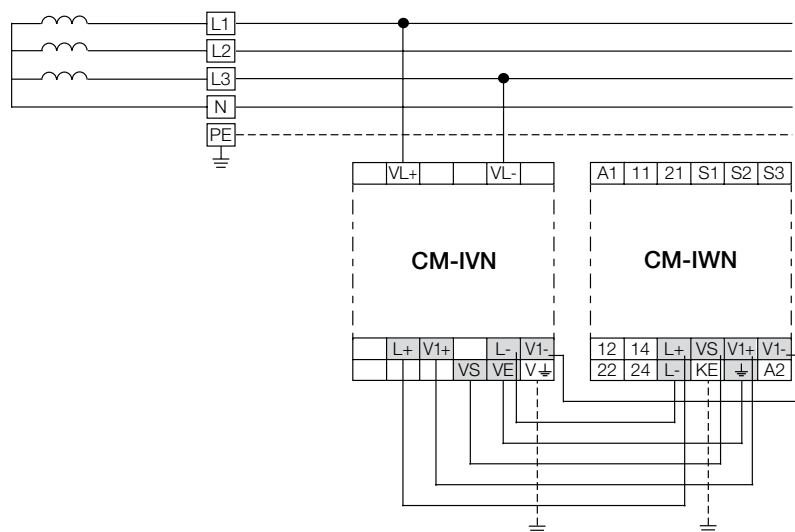 L1
L2
L3
N
PE
VL+ VL-
A1 11 21 S1 S2 S3
CM-IVN
CM-IWN
L+ V1+ L- V1-
VS VE V⏚
12 14 L+ VS V1+ V1-
22 24 L- KE ⏚ A2